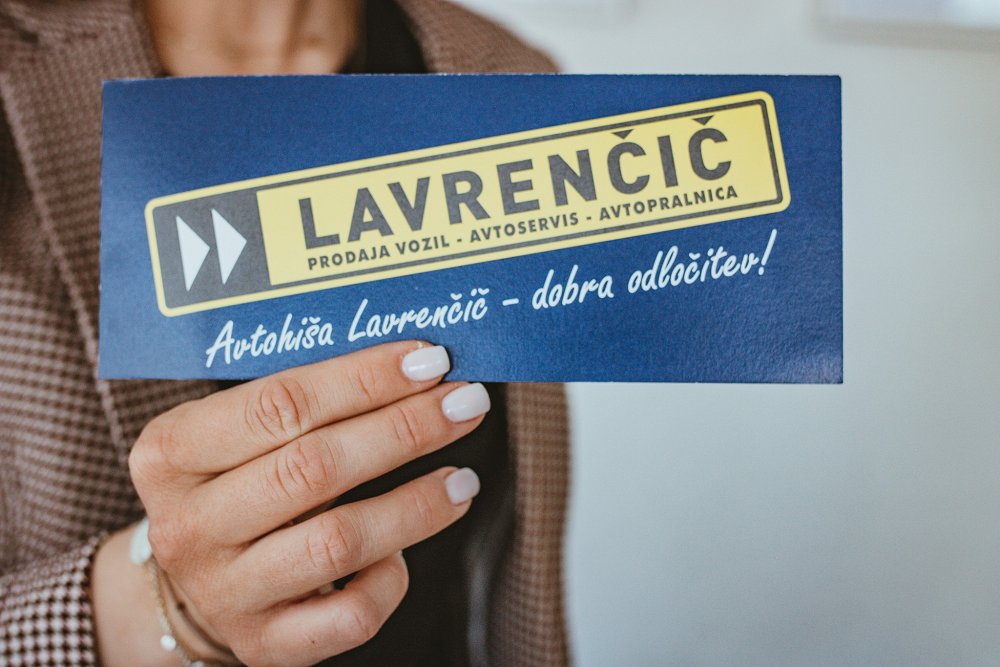 LAVRENČIČ
PRODAJA VOZIL - AVTOSERVIS - AVTOPRALNICA
Avtohiša Lavrenčič - dobra odločitev!